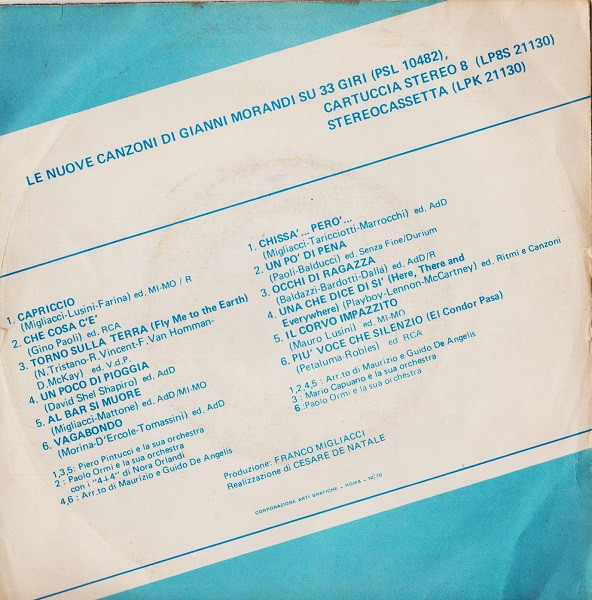 LE NUOVE CANZONI DI GIANNI MORANDI SU 33 GIRI (PSL 10482),
CARTUCCIA STEREO 8 (LP8S 21130)
STEREOCASSETTA (LPK 21130)
1. CAPRICCIO
(Migliacci-Lusini-Farina) ed. MI-MO / R
2. CHE COSA C'E'
(Gino Paoli) ed. RCA
3. TORNO SULLA TERRA (Fly Me to the Earth)
(N.Tristano-R.Vincent-F.Van Homman-
D.McKay) ed. V.d.P.
4. UN POCO DI PIOGGIA
(David Shel Shapiro) ed. AdD
5. AL BAR SI MUORE
(Migliacci-Mattone) ed. AdD/MI-MO
6. VAGABONDO
(Morina-D'Ercole-Tomassini) ed. AdD
1,3,5: Piero Pintucci e la sua orchestra
2 : Paolo Ormi e la sua orchestra
con i "4+4" di Nora Orlandi
4,6 : Arr.to di Maurizio e Guido De Angelis
1. CHISSA'... PERO'...
(Migliacci-Taricciotti-Marrocchi) ed. AdD
2. UN PO' DI PENA
(Paoli-Balducci) ed. Senza Fine/Durium
3. OCCHI DI RAGAZZA
(Baldazzi-Bardotti-Dalla) ed. AdD/R
4. UNA CHE DICE DI SI' (Here, There and
Everywhere) (Playboy-Lennon-McCartney) ed. Ritmi e Canzoni
5. IL CORVO IMPAZZITO
(Mauro Lusini) ed. MI-MO
6. PIU' VOCE CHE SILENZIO (El Condor Pasa)
(Petaluma Robles) ed. RCA
1,2,4,5 : Arr.to di Maurizio e Guido De Angelis
3 : Mario Capuano e la sua orchestra
6 :Paolo Ormi e la sua orchestra
Produzione: FRANCO MIGLIACCI
Realizzazione di CESARE DE NATALE
CORPORAZIONE ARTI GRAFICHE - ROMA -